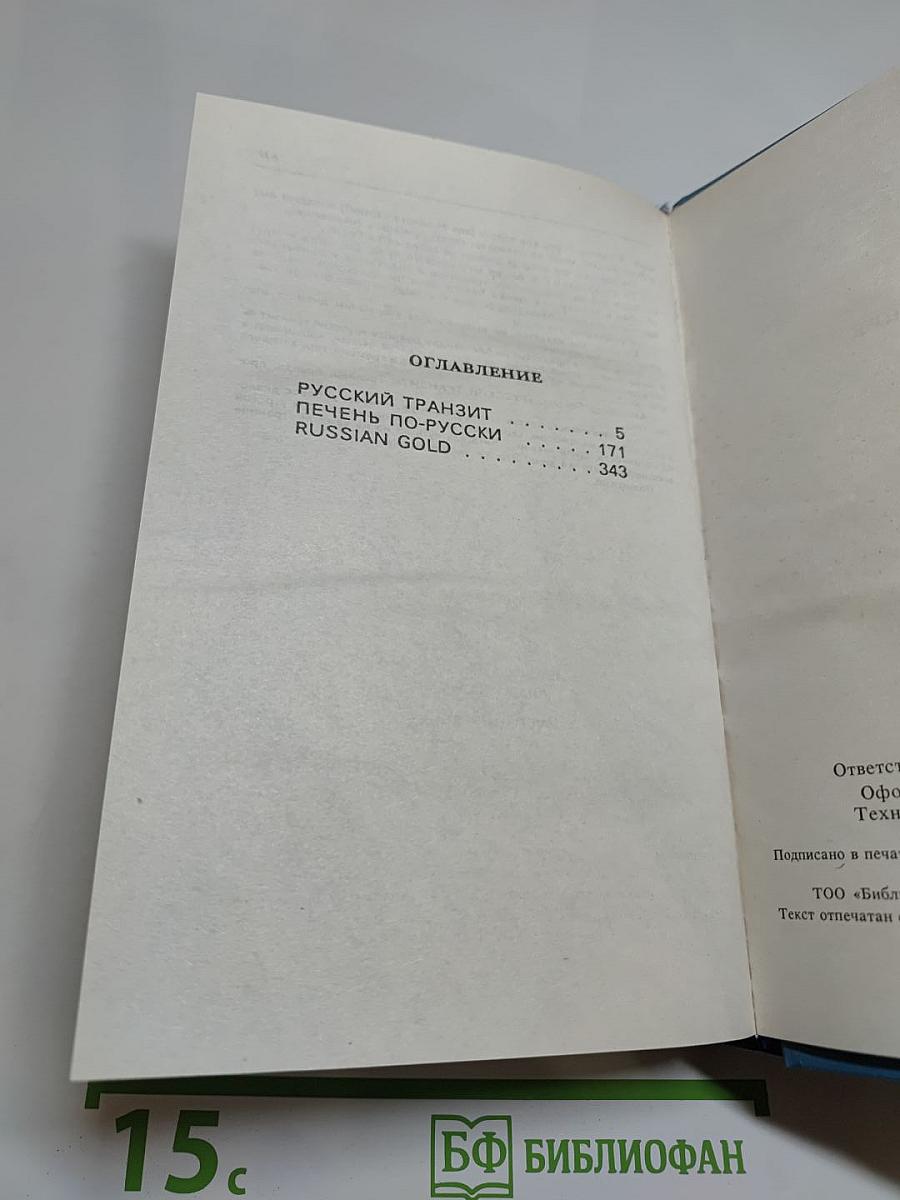 ОГЛАВЛЕНИЕ
РУССКИЙ ТРАНЗИТ . . . . . . . 5
ПЕЧЕНЬ ПО-РУССКИ . . . . . 171
RUSSIAN GOLD . . . . . . . . . 343
Ответст
Офо
Техн
Подписано в печат
ТОО «Библ
Текст отпечатан
15 с
БФ БИБЛИОФАН